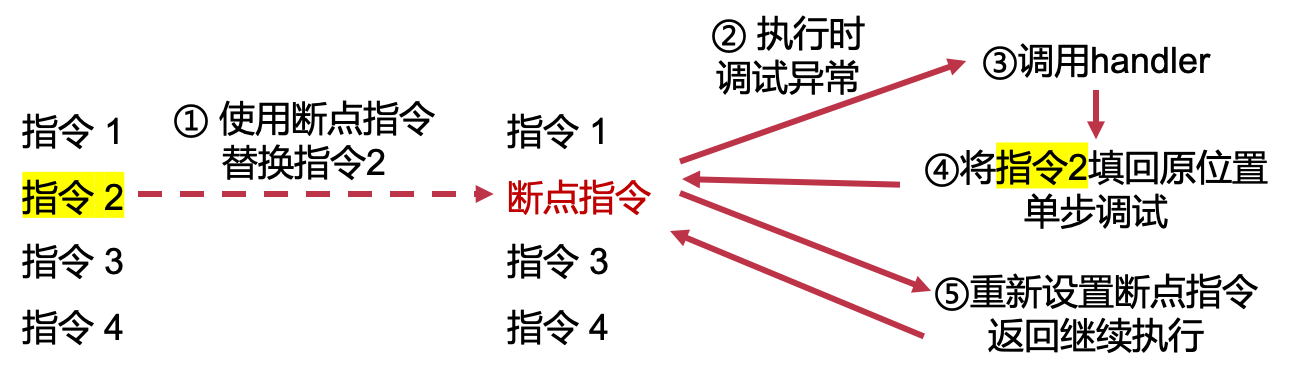 指令 1
指令 2
指令 3
指令 4
① 使用断点指令
替换指令2
指令 1
断点指令
指令 3
指令 4
② 执行时
调试异常
③调用handler
④将指令2填回原位置
单步调试
⑤重新设置断点指令
返回继续执行